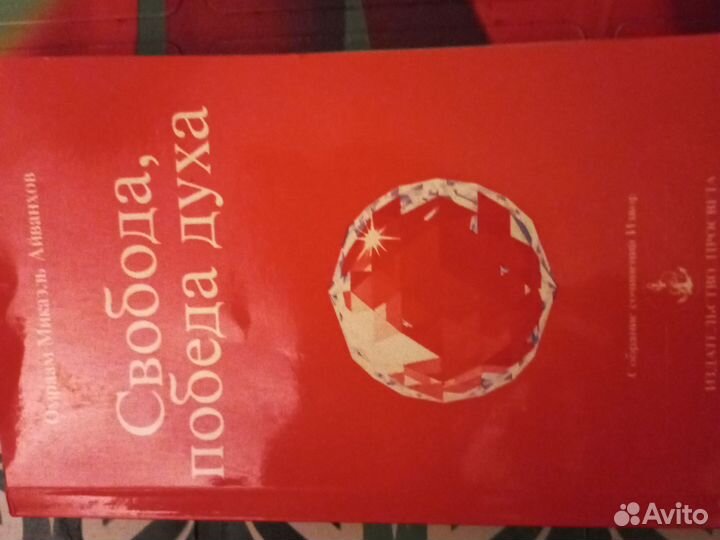 Омраам Микаэль Айванхов
Свобода,
победа духа
Собрание сочинений Извор
ИЗДАТЕЛЬСТВО ПРОСВЕТА
Avito